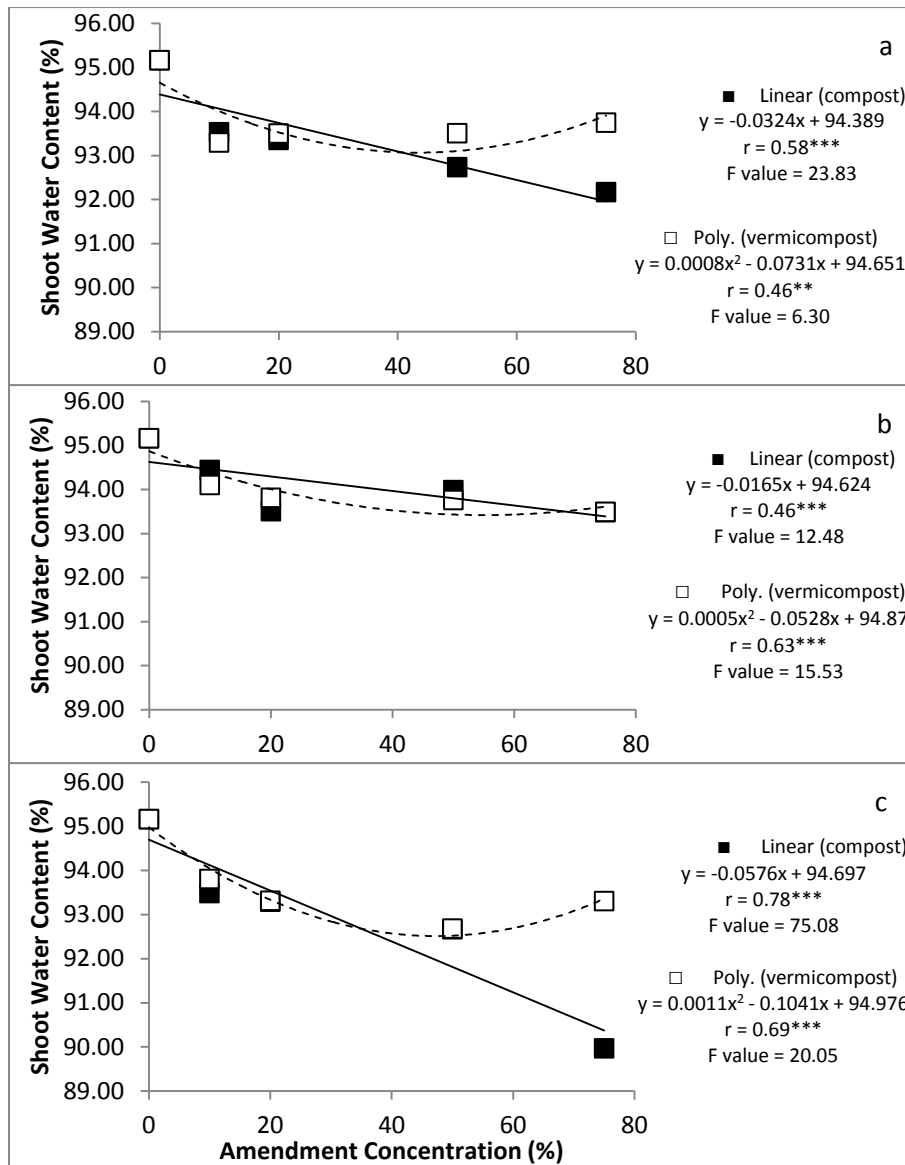 a
96.00
95.00
94.00
93.00
92.00
91.00
90.00
89.00
Shoot Water Content (%)
0 20 40 60 80
■ Linear (compost)
y = -0.0324x + 94.389
r = 0.58***
F value = 23.83
□ Poly. (vermicompost)
y = 0.0008x² - 0.0731x + 94.651
r = 0.46**
F value = 6.30
b
96.00
95.00
94.00
93.00
92.00
91.00
90.00
89.00
Shoot Water Content (%)
0 20 40 60 80
■ Linear (compost)
y = -0.0165x + 94.624
r = 0.46***
F value = 12.48
□ Poly. (vermicompost)
y = 0.0005x² - 0.0528x + 94.87
r = 0.63***
F value = 15.53
c
96.00
95.00
94.00
93.00
92.00
91.00
90.00
89.00
Shoot Water Content (%)
0 20 40 60 80
Amendment Concentration (%)
■ Linear (compost)
y = -0.0576x + 94.697
r = 0.78***
F value = 75.08
□ Poly. (vermicompost)
y = 0.0011x² - 0.1041x + 94.976
r = 0.69***
F value = 20.05